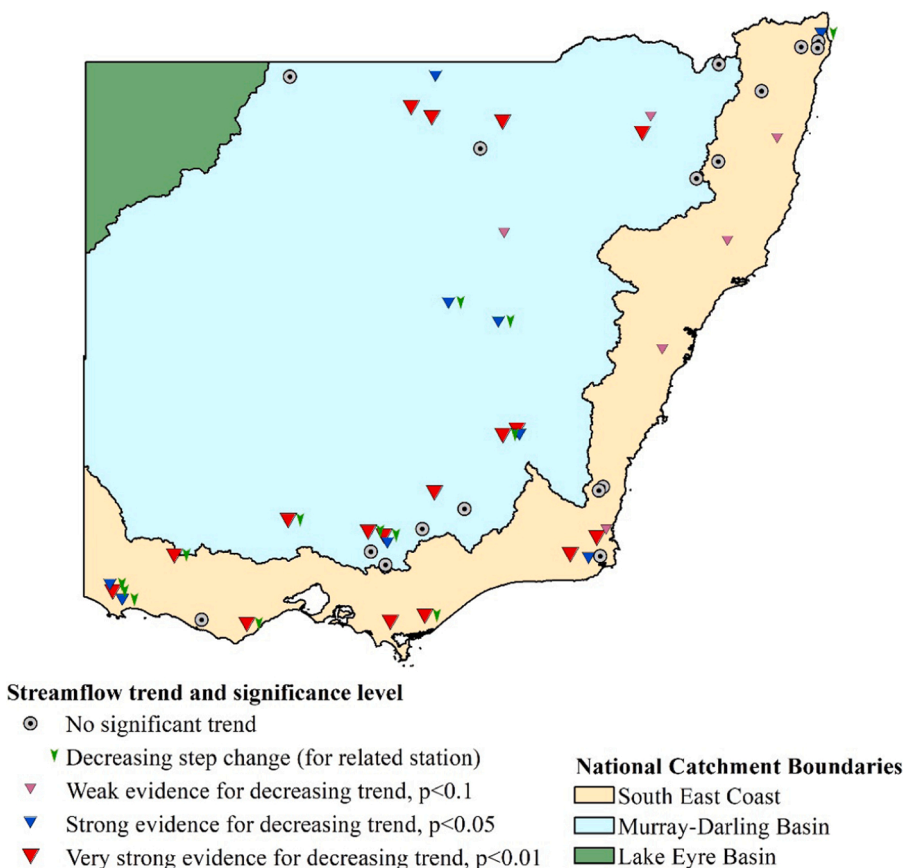 Streamflow trend and significance level
No significant trend
Decreasing step change (for related station)
Weak evidence for decreasing trend, p<0.1
Strong evidence for decreasing trend, p<0.05
Very strong evidence for decreasing trend, p<0.01
National Catchment Boundaries
South East Coast
Murray-Darling Basin
Lake Eyre Basin